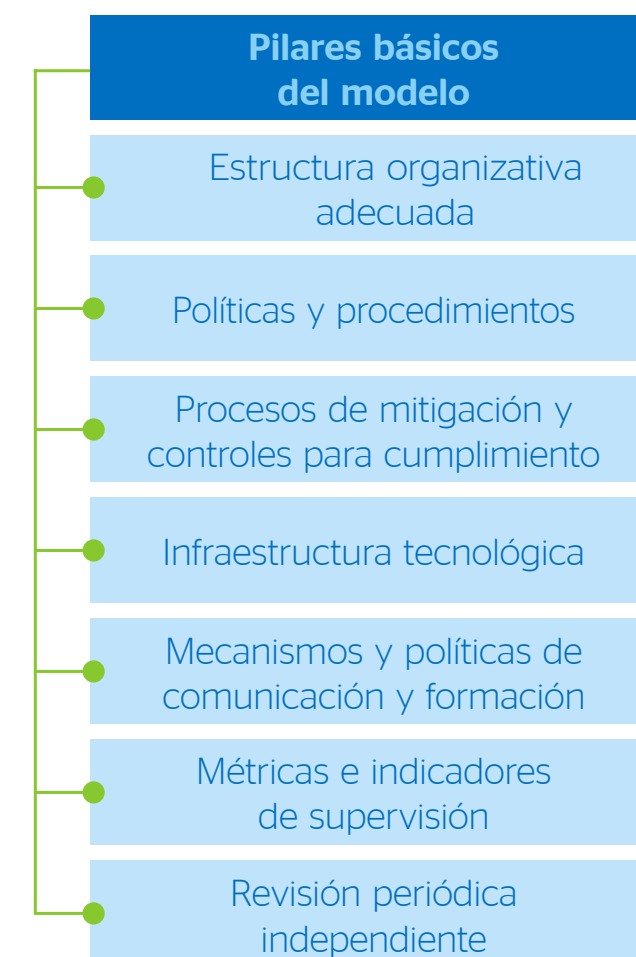 Pilares básicos
del modelo
Estructura organizativa
adecuada
Políticas y procedimientos
Procesos de mitigación y
controles para cumplimiento
Infraestructura tecnológica
Mecanismos y políticas de
comunicación y formación
Métricas e indicadores
de supervisión
Revisión periódica
independiente